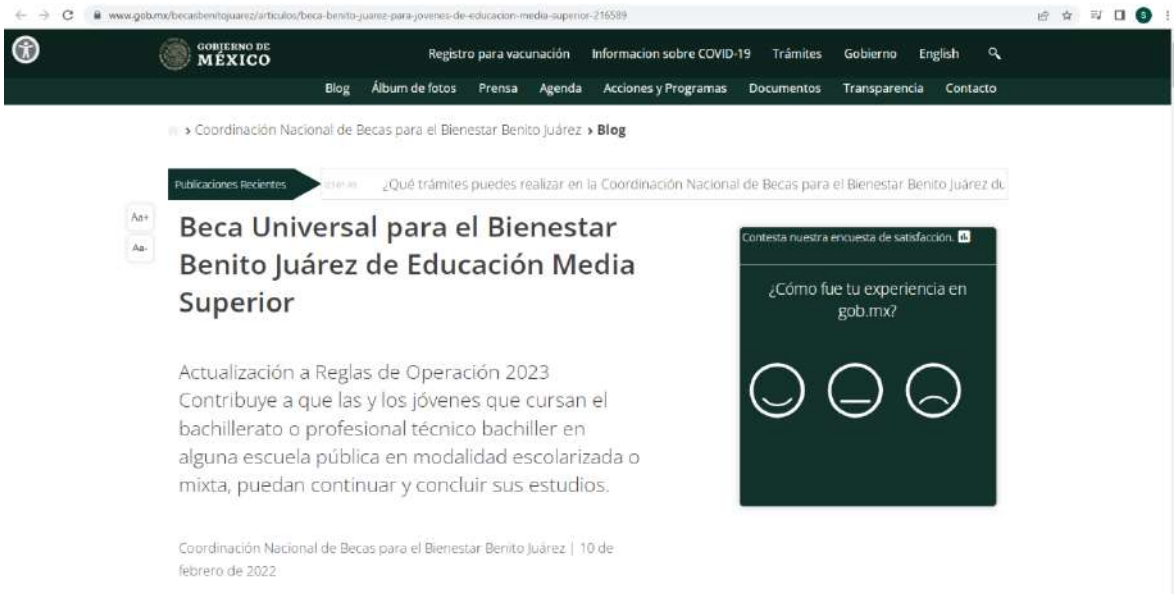 www.gob.mx/becasbenitojuarez/articulos/beca-benito-juarez-para-jovenes-de-educacion-media-superior-216589
S
GOBIERNO DE
MÉXICO
Registro para vacunación Informacion sobre COVID-19 Trámites Gobierno English
Blog Álbum de fotos Prensa Agenda Acciones y Programas Documentos Transparencia Contacto
> Coordinación Nacional de Becas para el Bienestar Benito Juárez > Blog
Publicaciones Recientes ¿Qué trámites puedes realizar en la Coordinación Nacional de Becas para el Bienestar Benito Juárez du
Aa+
Aa-
Beca Universal para el Bienestar
Benito Juárez de Educación Media
Superior
Contesta nuestra encuesta de satisfacción.
¿Cómo fue tu experiencia en
gob.mx?
Actualización a Reglas de Operación 2023
Contribuye a que las y los jóvenes que cursan el
bachillerato o profesional técnico bachiller en
alguna escuela pública en modalidad escolarizada o
mixta, puedan continuar y concluir sus estudios.
Coordinación Nacional de Becas para el Bienestar Benito Juárez | 10 de
febrero de 2022